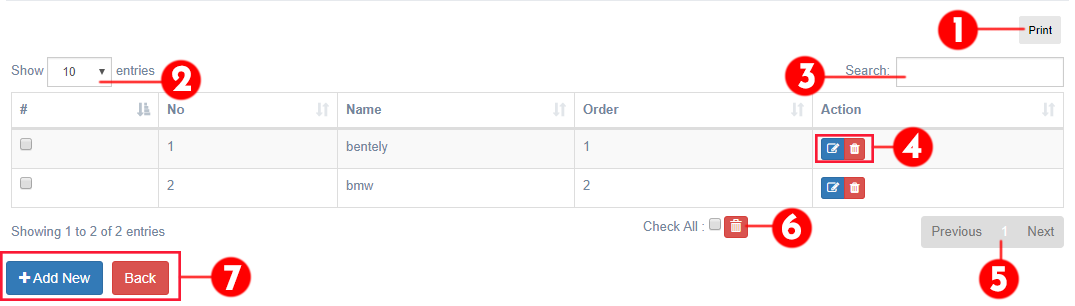 1 Print
Show 10 entries 2 3 Search:
# No Name Order Action
1 bentely 1 4
2 bmw 2
Showing 1 to 2 of 2 entries Check All : 6 Previous 1 Next
+ Add New Back 7 5